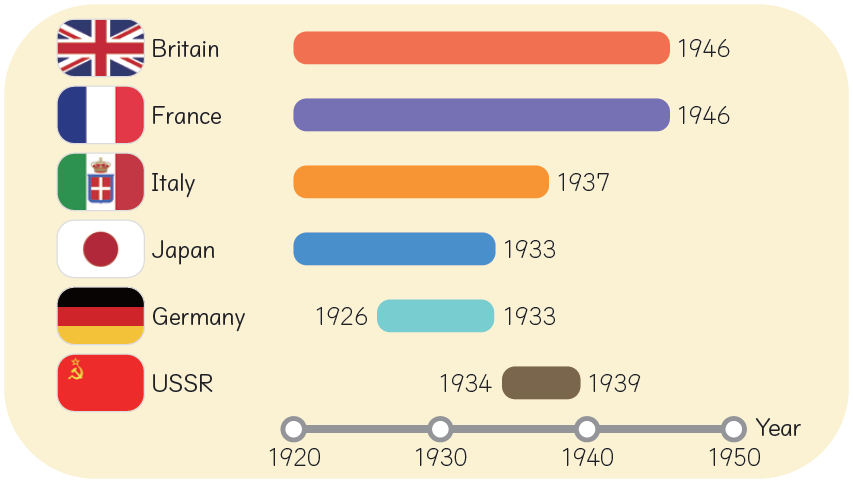 Britain 1946
France 1946
Italy 1937
Japan 1933
Germany 1926 1933
USSR 1934 1939
Year
1920 1930 1940 1950